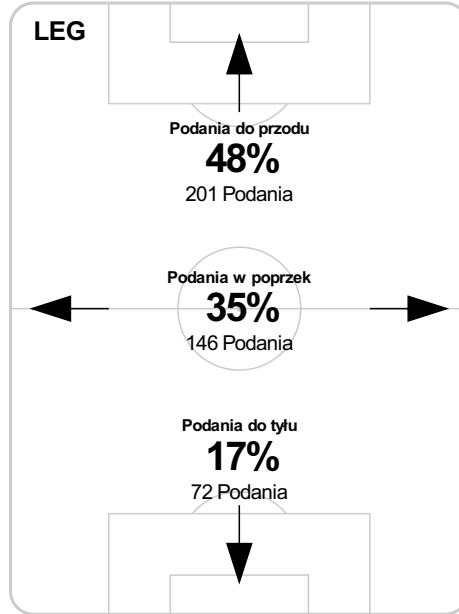 LEG
Podania do przodu
48%
201 Podania
Podania w poprzek
35%
146 Podania
Podania do tyłu
17%
72 Podania